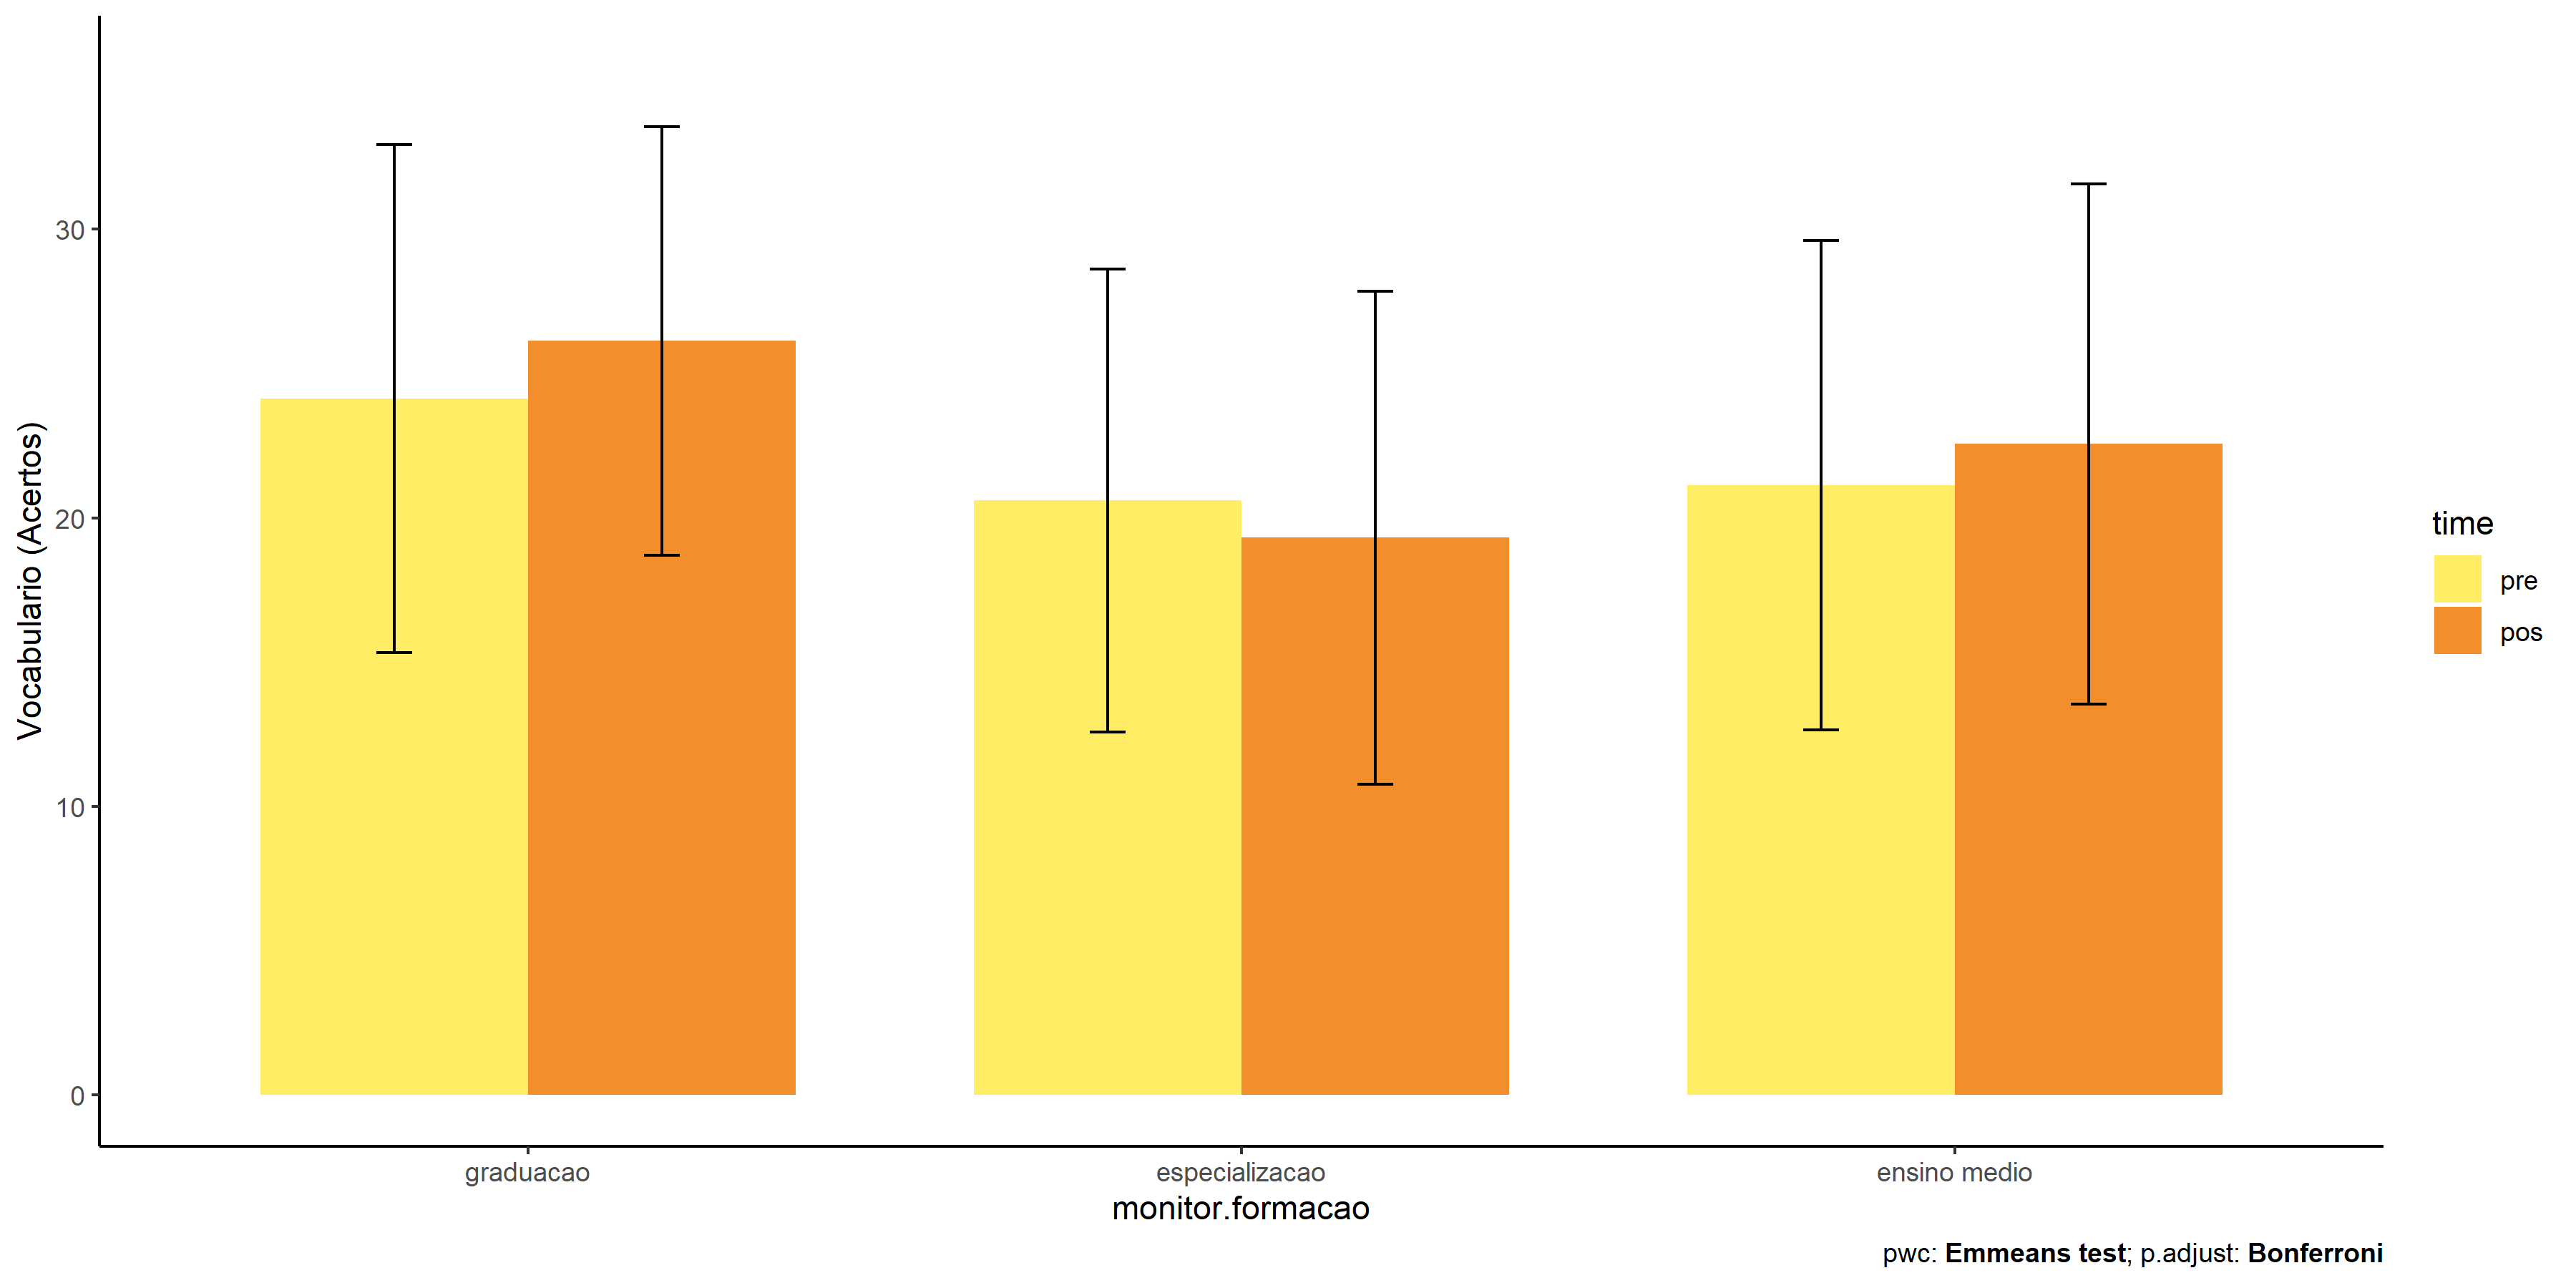 Vocabulario (Acertos)
30
20
10
0
graduacao
especializacao
ensino medio
monitor.formacao
time
pre
pos
pwc: Emmeans test; p.adjust: Bonferroni